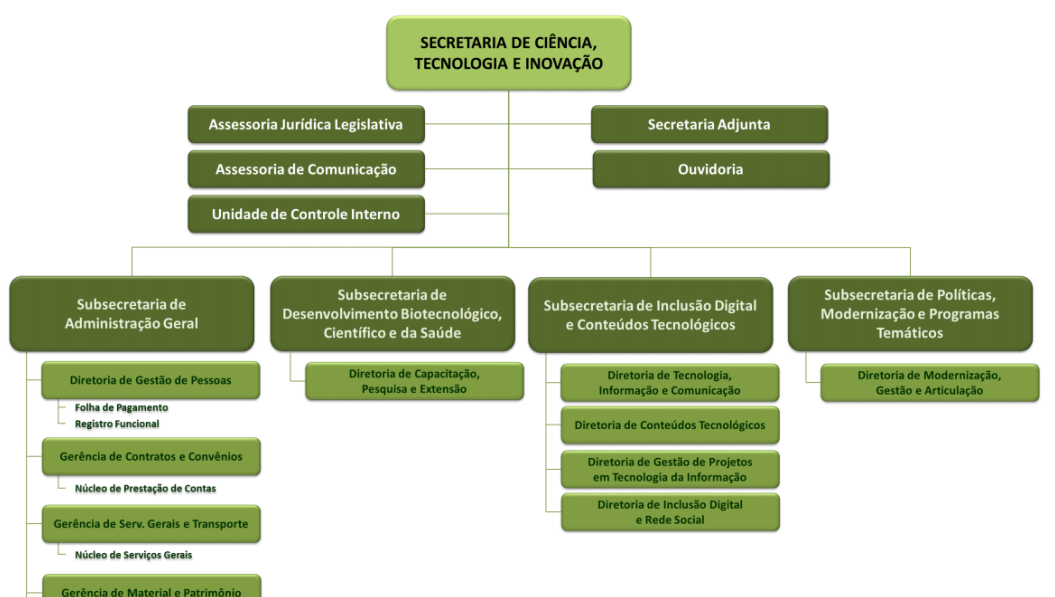 SECRETARIA DE CIÊNCIA,
TECNOLOGIA E INOVAÇÃO
Assessoria Jurídica Legislativa
Secretaria Adjunta
Assessoria de Comunicação
Ouvidoria
Unidade de Controle Interno
Subsecretaria de
Administração Geral
Diretoria de Gestão de Pessoas
Folha de Pagamento
Registro Funcional
Gerência de Contratos e Convênios
Núcleo de Prestação de Contas
Gerência de Serv. Gerais e Transporte
Núcleo de Serviços Gerais
Gerência de Material e Patrimônio
Subsecretaria de
Desenvolvimento Biotecnológico,
Científico e da Saúde
Diretoria de Capacitação,
Pesquisa e Extensão
Subsecretaria de Inclusão Digital
e Conteúdos Tecnológicos
Diretoria de Tecnologia,
Informação e Comunicação
Diretoria de Conteúdos Tecnológicos
Diretoria de Gestão de Projetos
em Tecnologia da Informação
Diretoria de Inclusão Digital
e Rede Social
Subsecretaria de Políticas,
Modernização e Programas
Temáticos
Diretoria de Modernização,
Gestão e Articulação